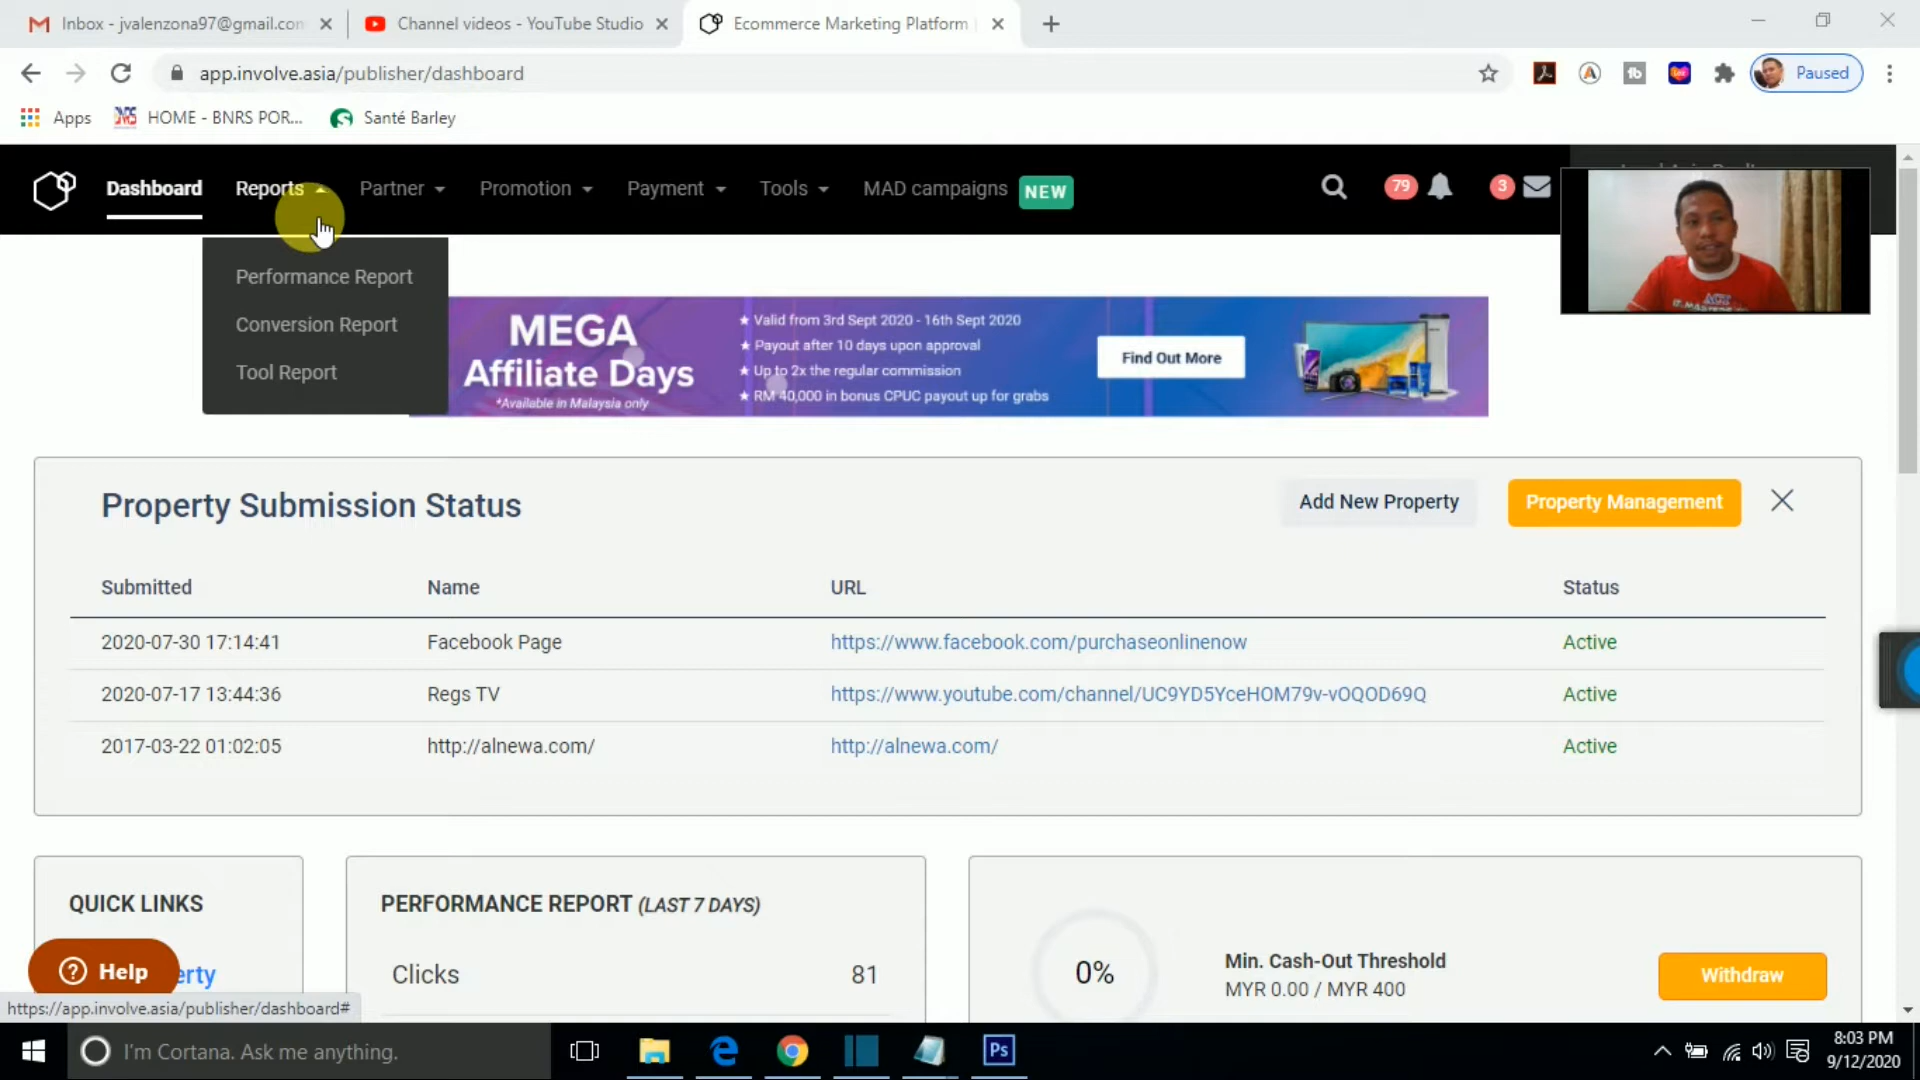 Inbox - jvalenzona97@gmail.com
Channel videos - YouTube Studio
Ecommerce Marketing Platform
app.involve.asia/publisher/dashboard
Paused
Apps
HOME - BNRS POR...
Santé Barley
Dashboard
Reports
Partner
Promotion
Payment
Tools
MAD campaigns
NEW
79
3
Performance Report
Conversion Report
Tool Report
MEGA
Affiliate Days
*Available in Malaysia only
★ Valid from 3rd Sept 2020 - 16th Sept 2020
★ Payout after 10 days upon approval
★ Up to 2x the regular commission
★ RM 40,000 in bonus CPUC payout up for grabs
Find Out More
Property Submission Status
Add New Property
Property Management
Submitted Name URL Status
2020-07-30 17:14:41 Facebook Page https://www.facebook.com/purchaseonlinenow Active
2020-07-17 13:44:36 Regs TV https://www.youtube.com/channel/UC9YD5YceHOM79v-vOQOD69Q Active
2017-03-22 01:02:05 http://alnewa.com/ http://alnewa.com/ Active
QUICK LINKS
erty
Help
PERFORMANCE REPORT (LAST 7 DAYS)
Clicks 81
0%
Min. Cash-Out Threshold
MYR 0.00 / MYR 400
Withdraw
https://app.involve.asia/publisher/dashboard#
I'm Cortana. Ask me anything.
Ps
8:03 PM
9/12/2020